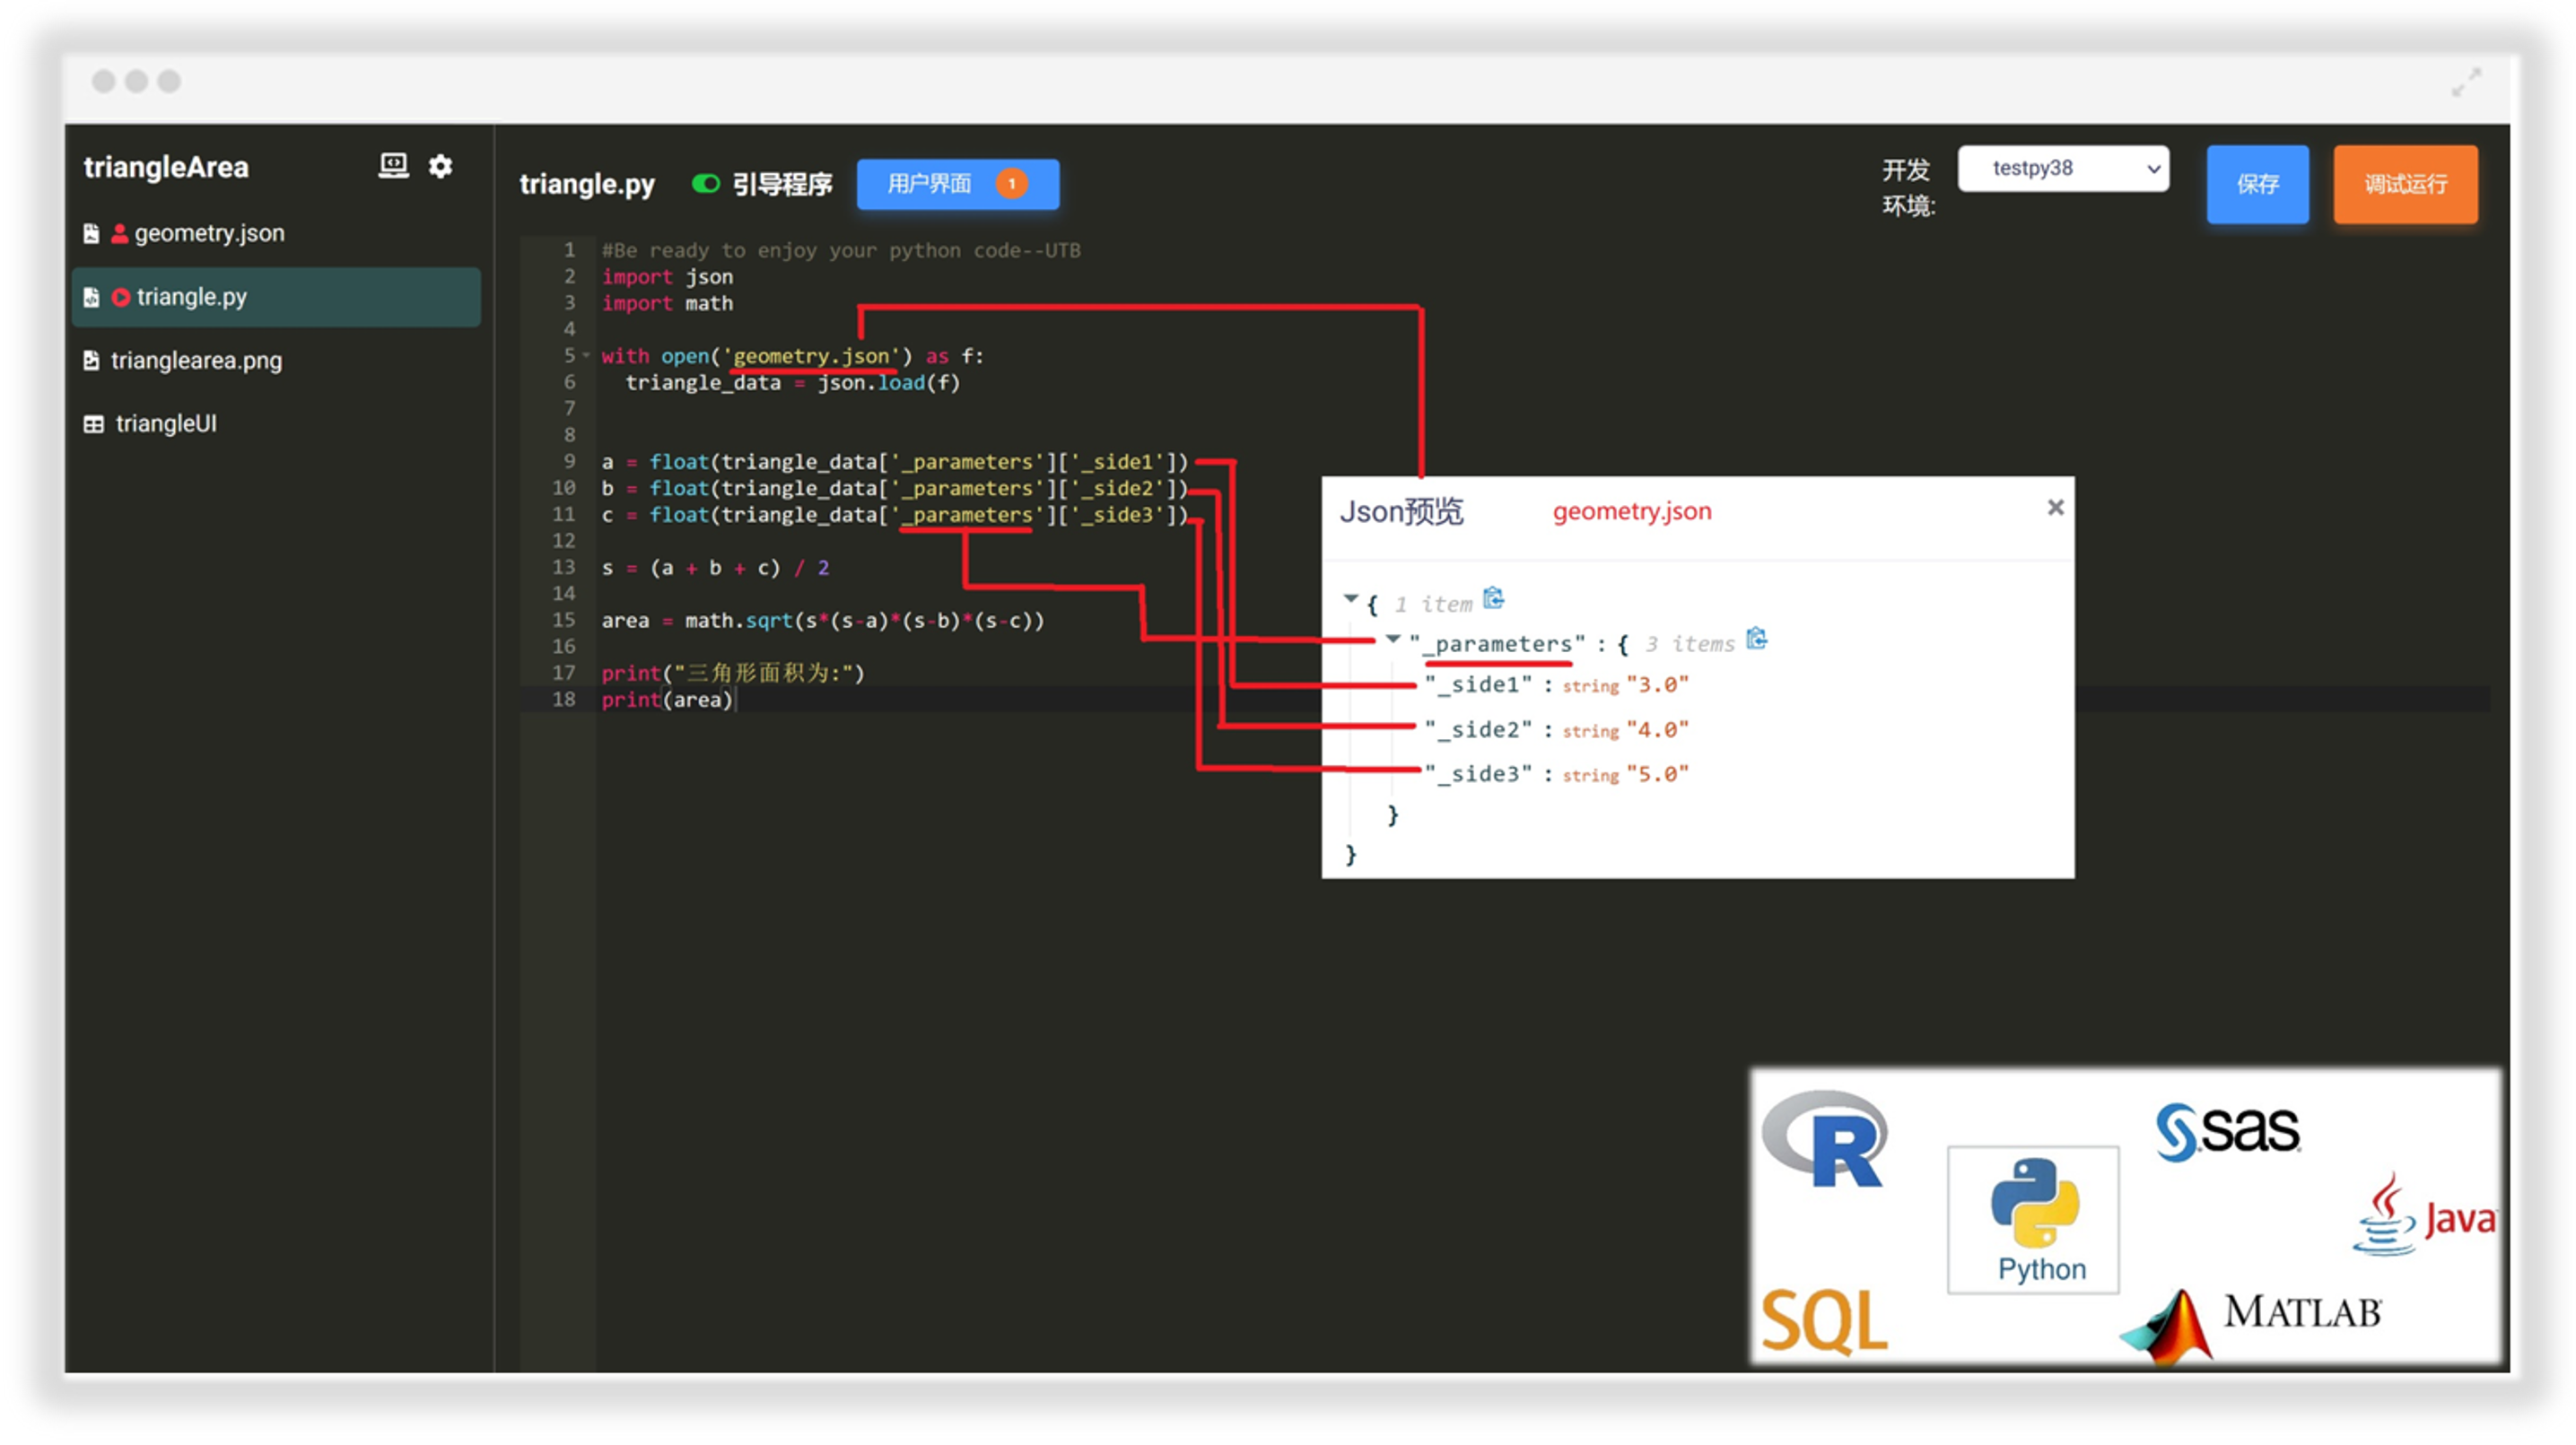 triangleArea
geometry.json
triangle.py
trianglearea.png
triangleUI
triangle.py 引导程序 用户界面 1
开发
环境:
testpy38
保存
调试运行
1 #Be ready to enjoy your python code--UTB
2 import json
3 import math
4
5 with open('geometry.json') as f:
6 triangle_data = json.load(f)
7
8
9 a = float(triangle_data['_parameters']['_side1'])
10 b = float(triangle_data['_parameters']['_side2'])
11 c = float(triangle_data['_parameters']['_side3'])
12
13 s = (a + b + c) / 2
14
15 area = math.sqrt(s*(s-a)*(s-b)*(s-c))
16
17 print("三角形面积为:")
18 print(area)
Json预览 geometry.json
{ 1 item
"_parameters" : { 3 items
"_side1" : string "3.0"
"_side2" : string "4.0"
"_side3" : string "5.0"
}
}
R
sas
Python
Java
SQL
MATLAB